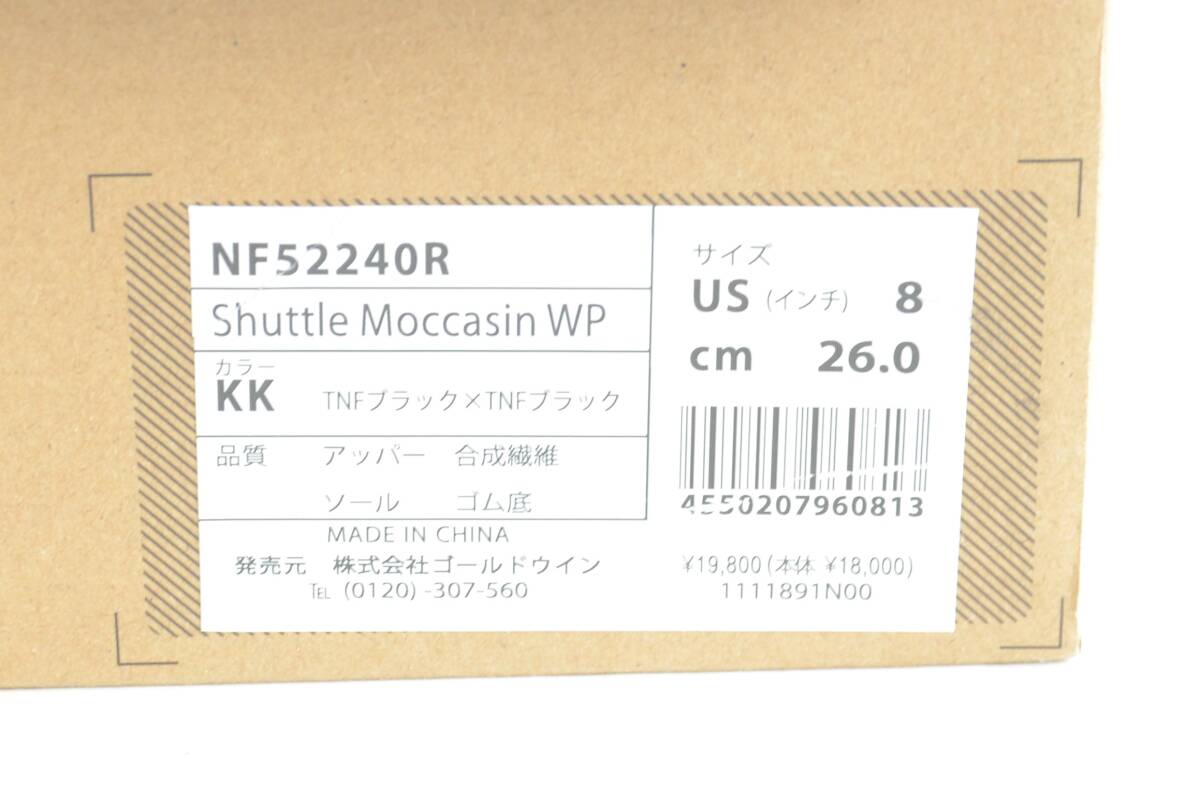 NF52240R
Shuttle Moccasin WP
カラー
KK TNFブラック×TNFブラック
品質 アッパー 合成繊維
ソール ゴム底
MADE IN CHINA
発売元 株式会社ゴールドウイン
TEL (0120) -307-560
サイズ
US (インチ) 8
cm 26.0
4550207960813
¥19,800 (本体 ¥18,000)
1111891N00